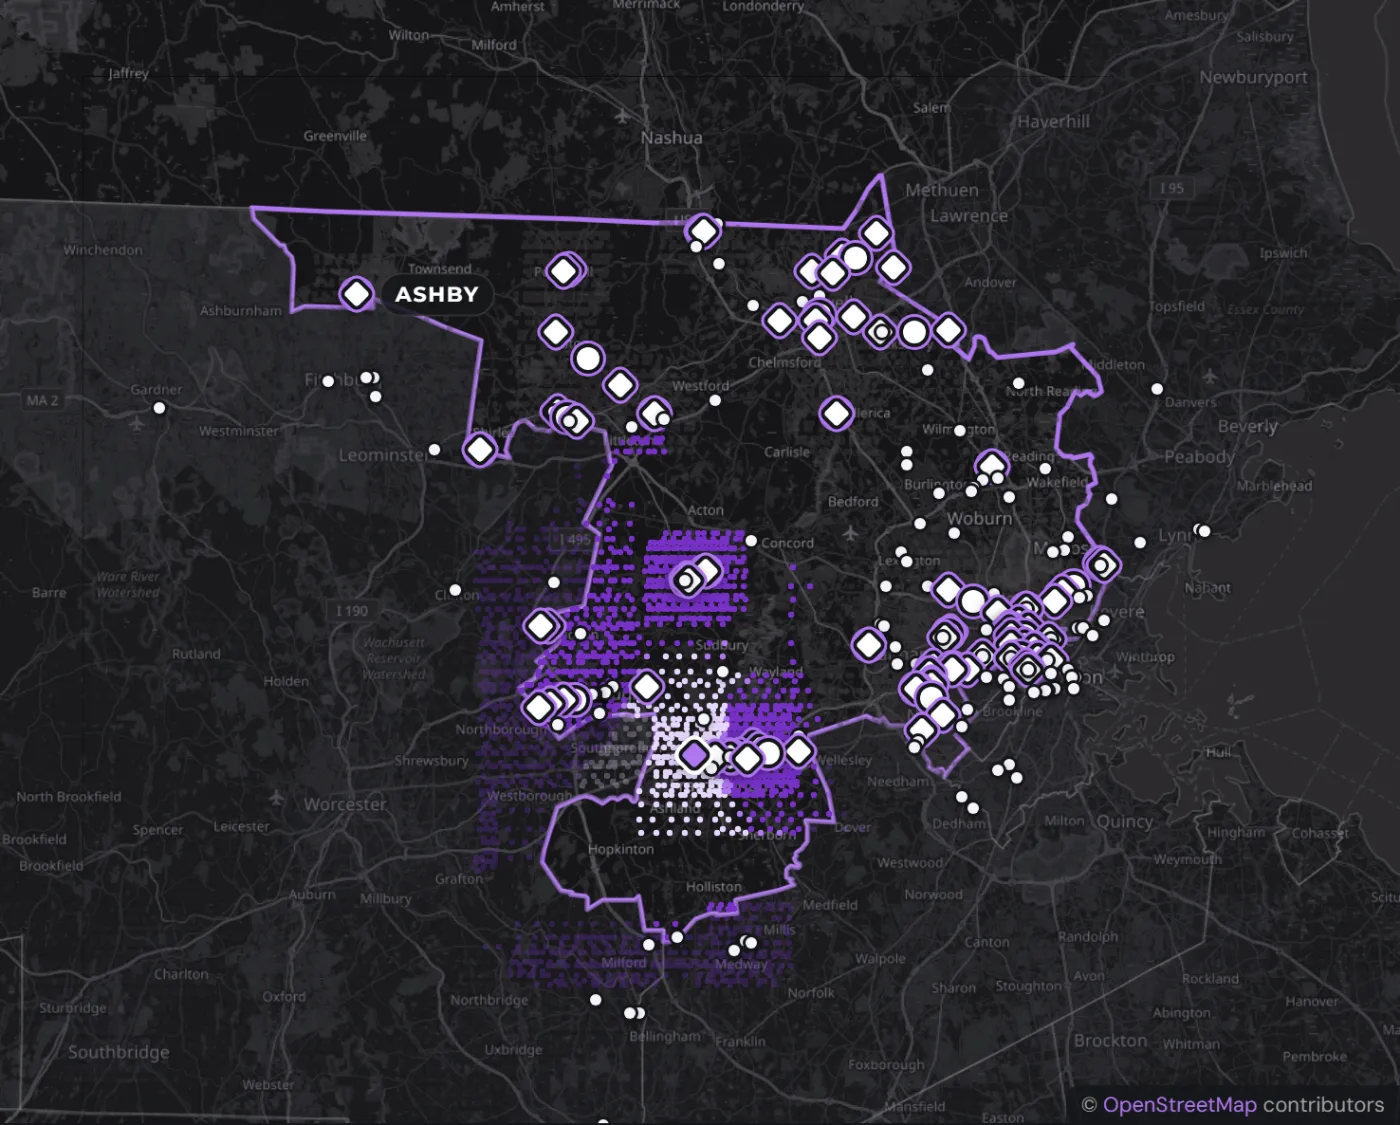 Amherst
Merrimack
Londonderry
Amesbury
Wilton
Milford
Salisbury
Jaffrey
Newburyport
Salem
Haverhill
Greenville
Nashua
Methuen
I 95
Lawrence
Winchendon
Ipswich
Townsend
Andover
ASHBY
Topsfield
Essex County
Ashburnham
Chelmsford
Gardner
Westford
North Rea
Danvers
MA 2
Westminster
Beverly
Leominste
Carlisle
Reading
Peabody
Burlington
Wakefield
Marblehead
Bedford
Acton
Woburn
I 495
Concord
Lynn
Ware River
Watershed
Barre
Nahant
I 190
Wachusett
Reservoir
Watershed
Rutland
Sudbury
Wayland
Winthrop
Holden
Brookline
Northborough
Shrewsbury
Wellesley
Hull
Needham
North Brookfield
Westborough
Worcester
Ashland
Spencer
Leicester
Dover
Dedham
Milton
Quincy
Hingham
Cohasset
Brookfield
Hopkinton
Brookfield
Westwood
Weymouth
Grafton
Auburn
Millbury
Holliston
Medfield
Norwood
Millis
Canton
Randolph
Milford
Medway
Walpole
Charlton
Oxford
Northbridge
Norfolk
Sharon
Stoughton
Avon
Rockland
Sturbridge
Hanover
Abington
Bellingham
Franklin
Southbridge
Uxbridge
Brockton
Whitman
Pembroke
Foxborough
Webster
Mansfield
Easton
© OpenStreetMap contributors